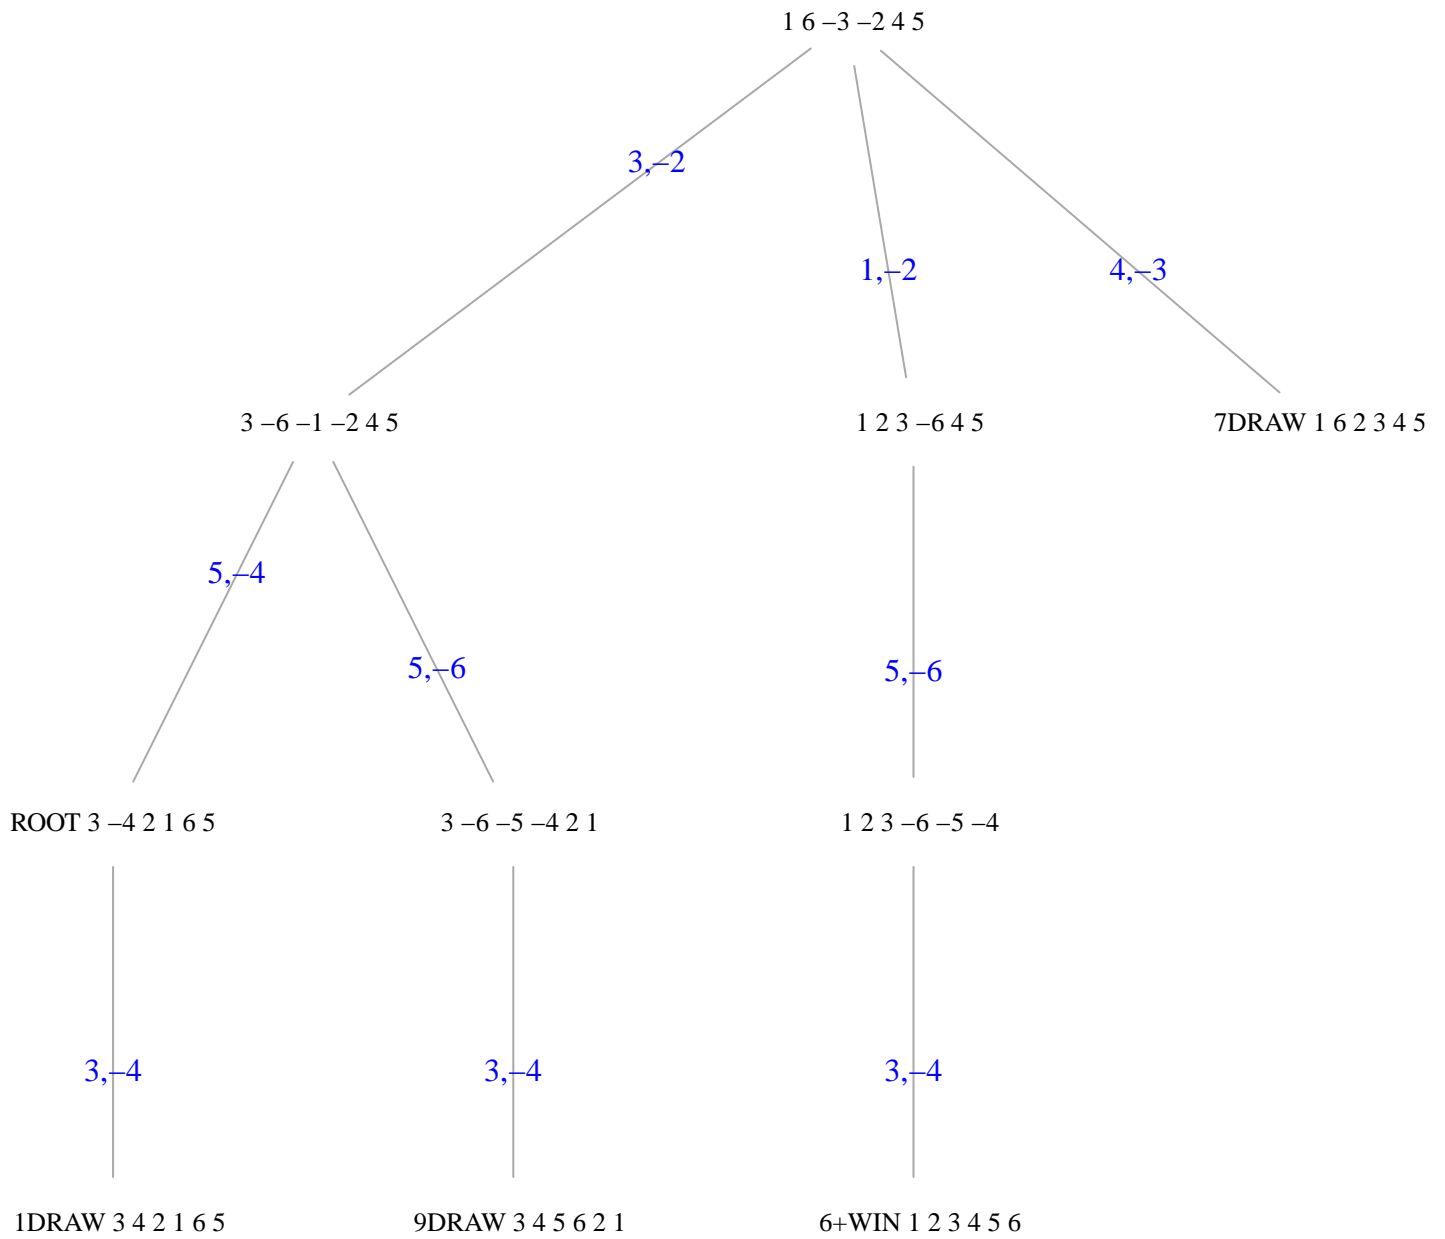 1 6 –3 –2 4 5
3,–2
1,–2
4,–3
3 –6 –1 –2 4 5
1 2 3 –6 4 5
7DRAW 1 6 2 3 4 5
5,–4
5,–6
5,–6
ROOT 3 –4 2 1 6 5
3 –6 –5 –4 2 1
1 2 3 –6 –5 –4
3,–4
3,–4
3,–4
1DRAW 3 4 2 1 6 5
9DRAW 3 4 5 6 2 1
6+WIN 1 2 3 4 5 6